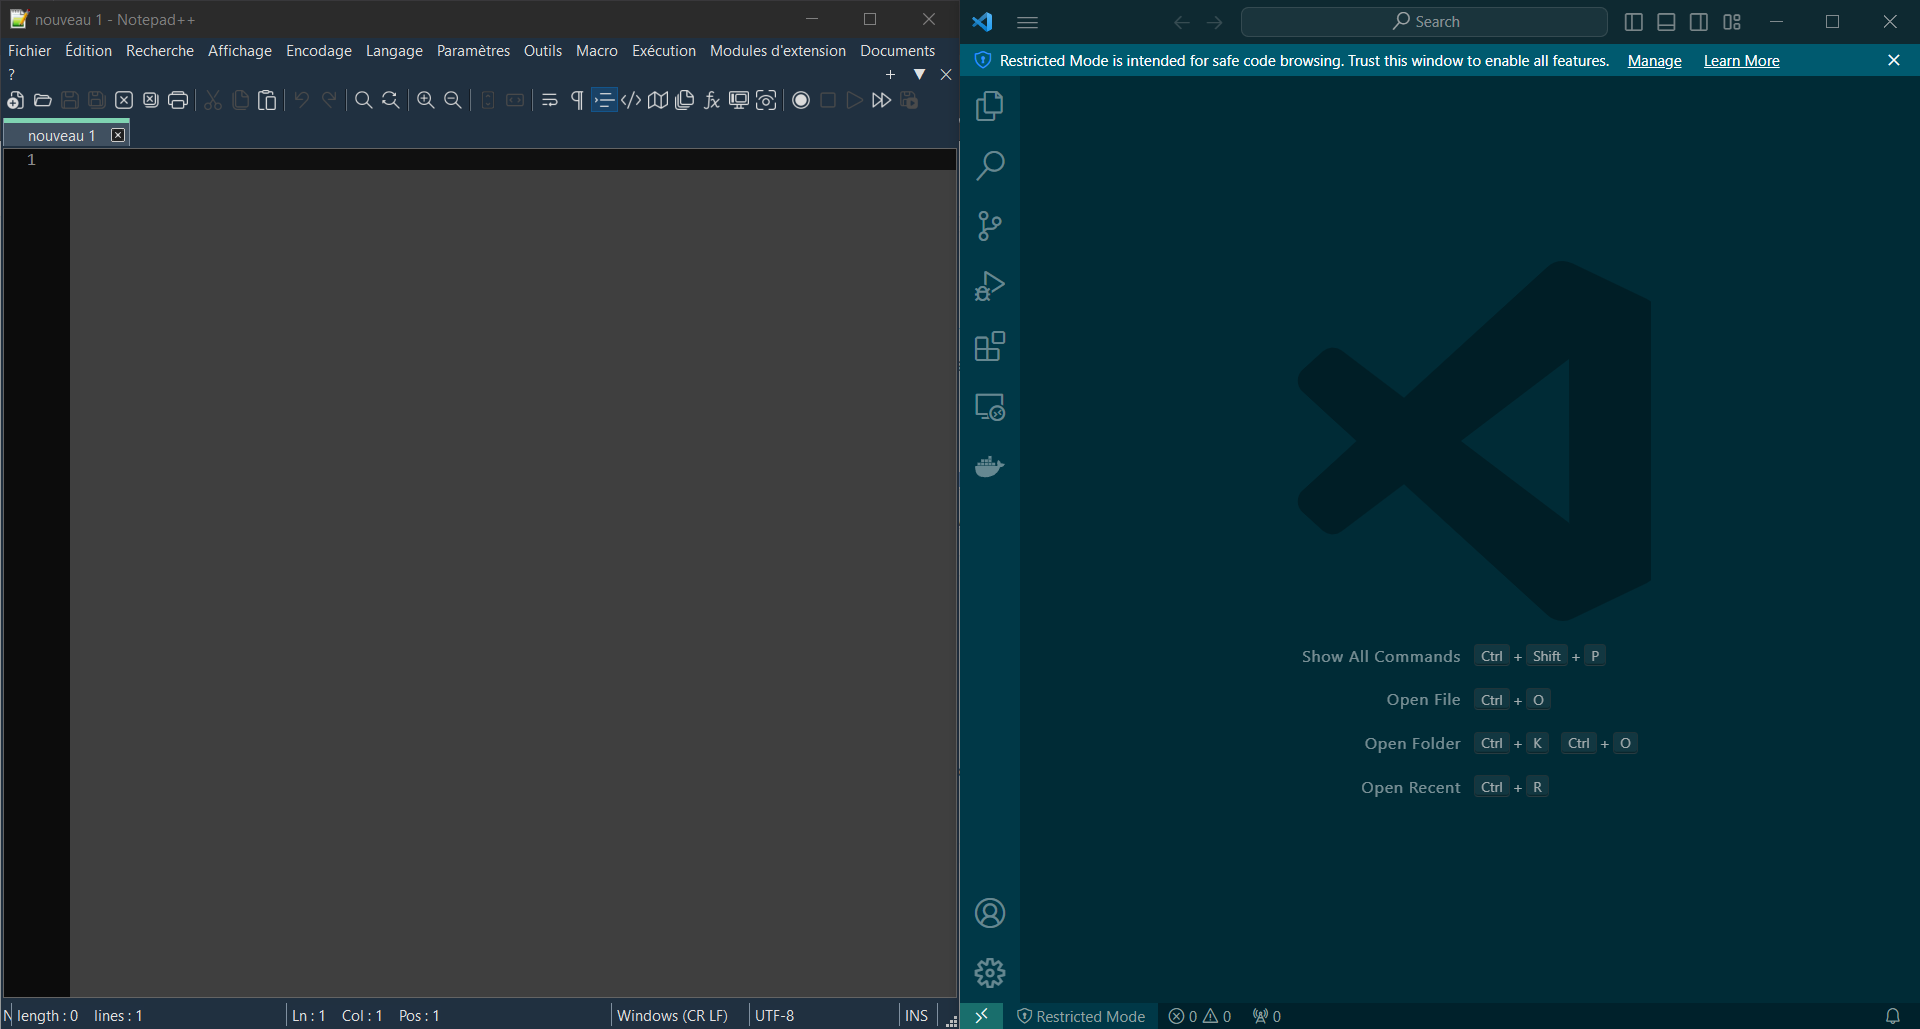 nouveau 1 - Notepad++
Fichier Édition Recherche Affichage Encodage Langage Paramètres Outils Macro Exécution Modules d'extension Documents
?
nouveau 1
1
N length : 0 lines : 1 Ln : 1 Col : 1 Pos : 1 Windows (CR LF) UTF-8 INS
Search
Restricted Mode is intended for safe code browsing. Trust this window to enable all features. Manage Learn More
Show All Commands Ctrl + Shift + P
Open File Ctrl + O
Open Folder Ctrl + K Ctrl + O
Open Recent Ctrl + R
Restricted Mode 0 0 0